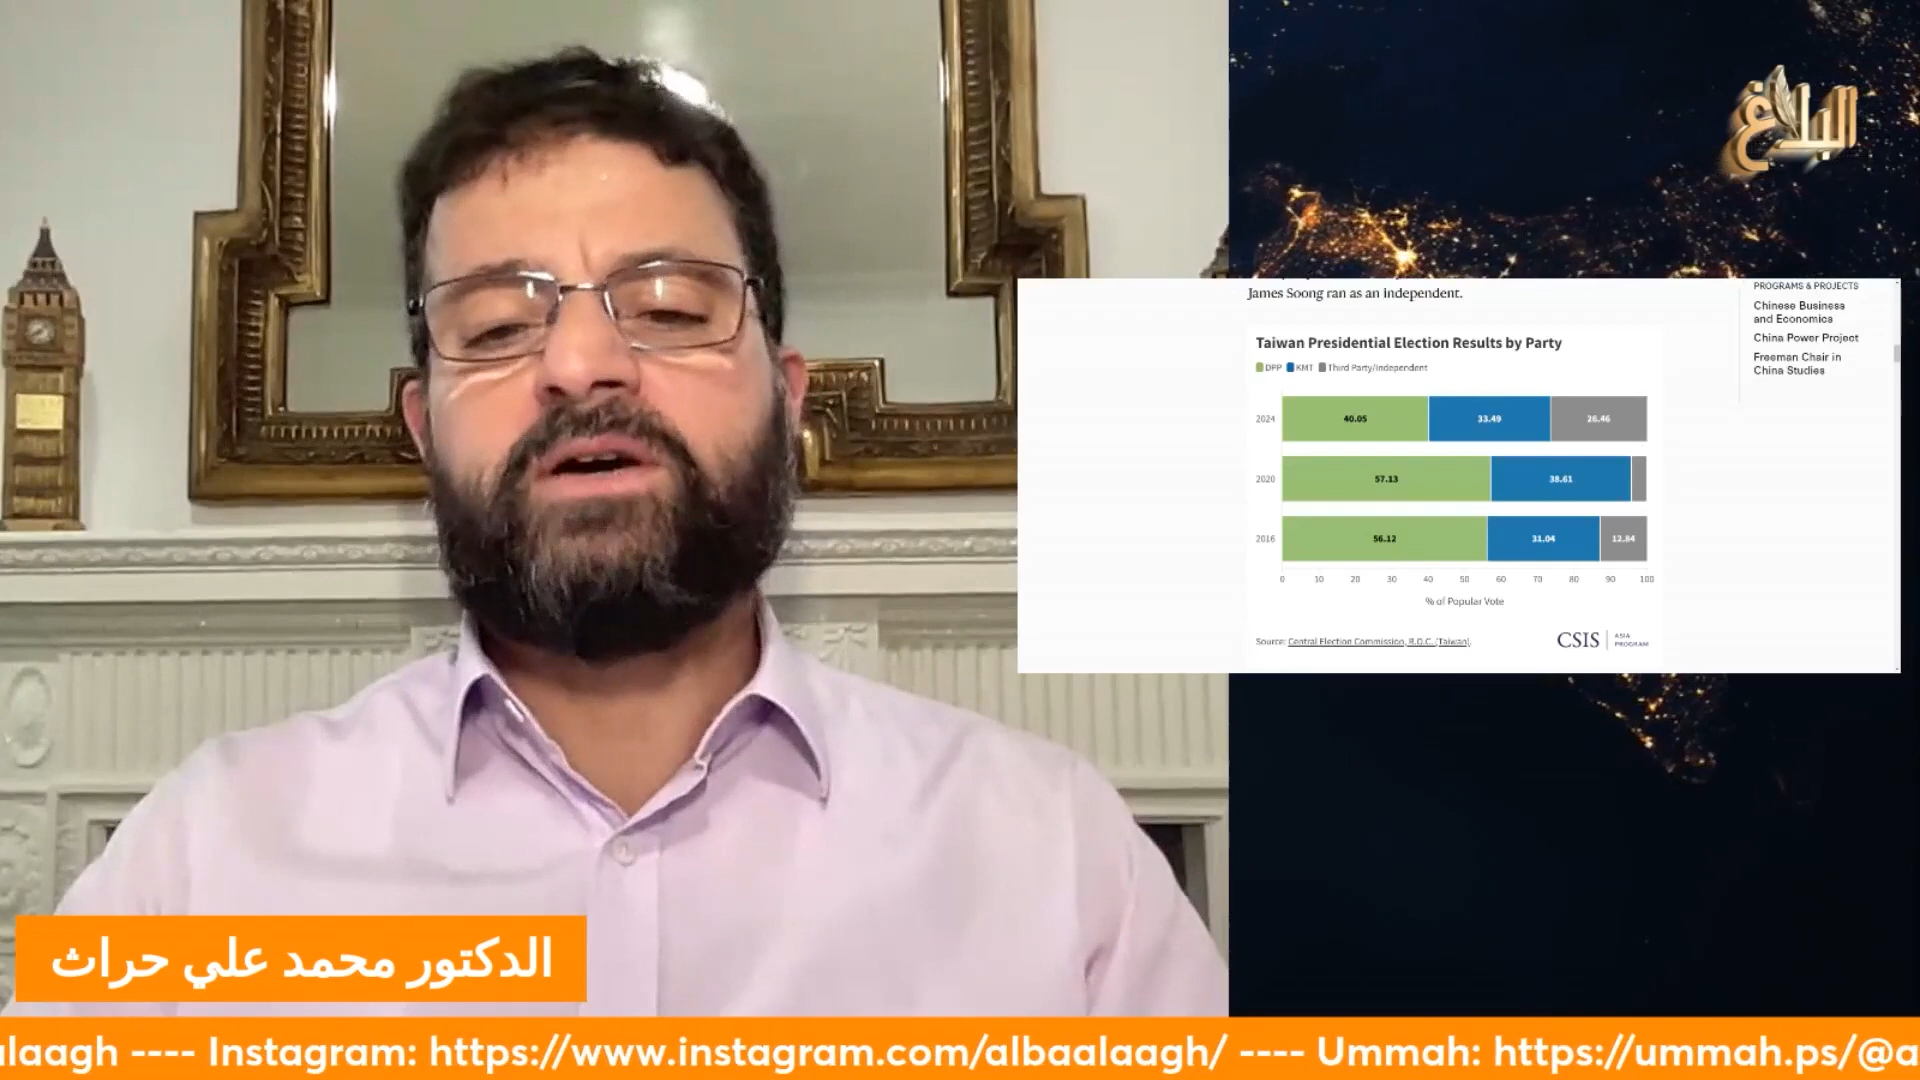 البلاغ
James Soong ran as an independent.
Taiwan Presidential Election Results by Party
DPP KMT Third Party/Independent
2024 40.05 33.49 26.46
2020 57.13 38.61
2016 56.12 31.04 12.84
0 10 20 30 40 50 60 70 80 90 100
% of Popular Vote
Source: Central Election Commission, R.O.C. (Taiwan).
CSIS ASIA
PROGRAM
PROGRAMS & PROJECTS
Chinese Business
and Economics
China Power Project
Freeman Chair in
China Studies
الدكتور محمد علي حراث
laagh ---- Instagram: https://www.instagram.com/albaalaagh/ ---- Ummah: https://ummah.ps/@a